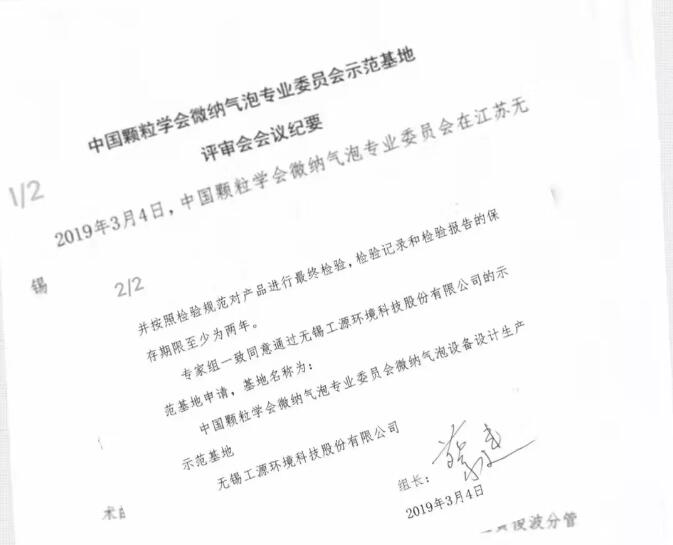 中国颗粒学会微纳气泡专业委员会示范基地
评审会会议纪要
1/2
2019年3月4日，中国颗粒学会微纳气泡专业委员会在江苏无
锡
2/2
并按照检验规范对产品进行最终检验，检验记录和检验报告的保
存期限至少为两年。
专家组一致同意通过无锡工源环境科技股份有限公司的示
范基地申请，基地名称为：
中国颗粒学会微纳气泡专业委员会微纳气泡设备设计生产
示范基地
无锡工源环境科技股份有限公司
组长：
2019年3月4日
波分管